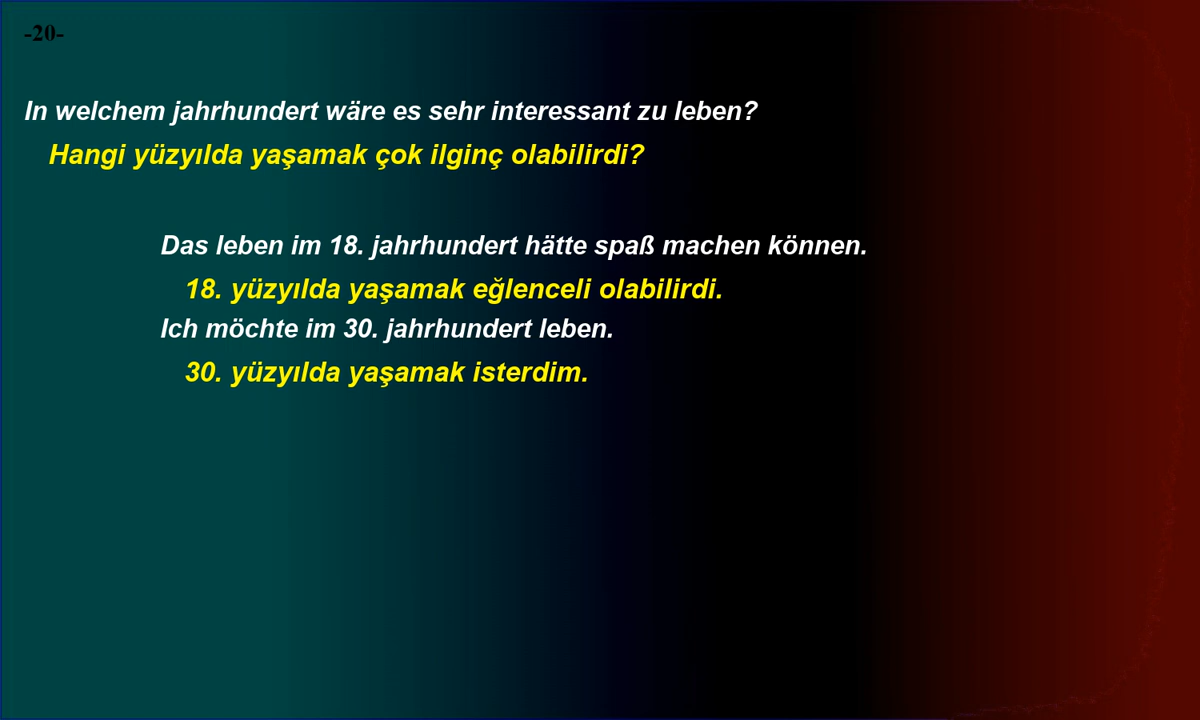 -20-
In welchem jahrhundert wäre es sehr interessant zu leben?
Hangi yüzyılda yaşamak çok ilginç olabilirdi?
Das leben im 18. jahrhundert hätte spaß machen können.
18. yüzyılda yaşamak eğlenceli olabilirdi.
Ich möchte im 30. jahrhundert leben.
30. yüzyılda yaşamak isterdim.